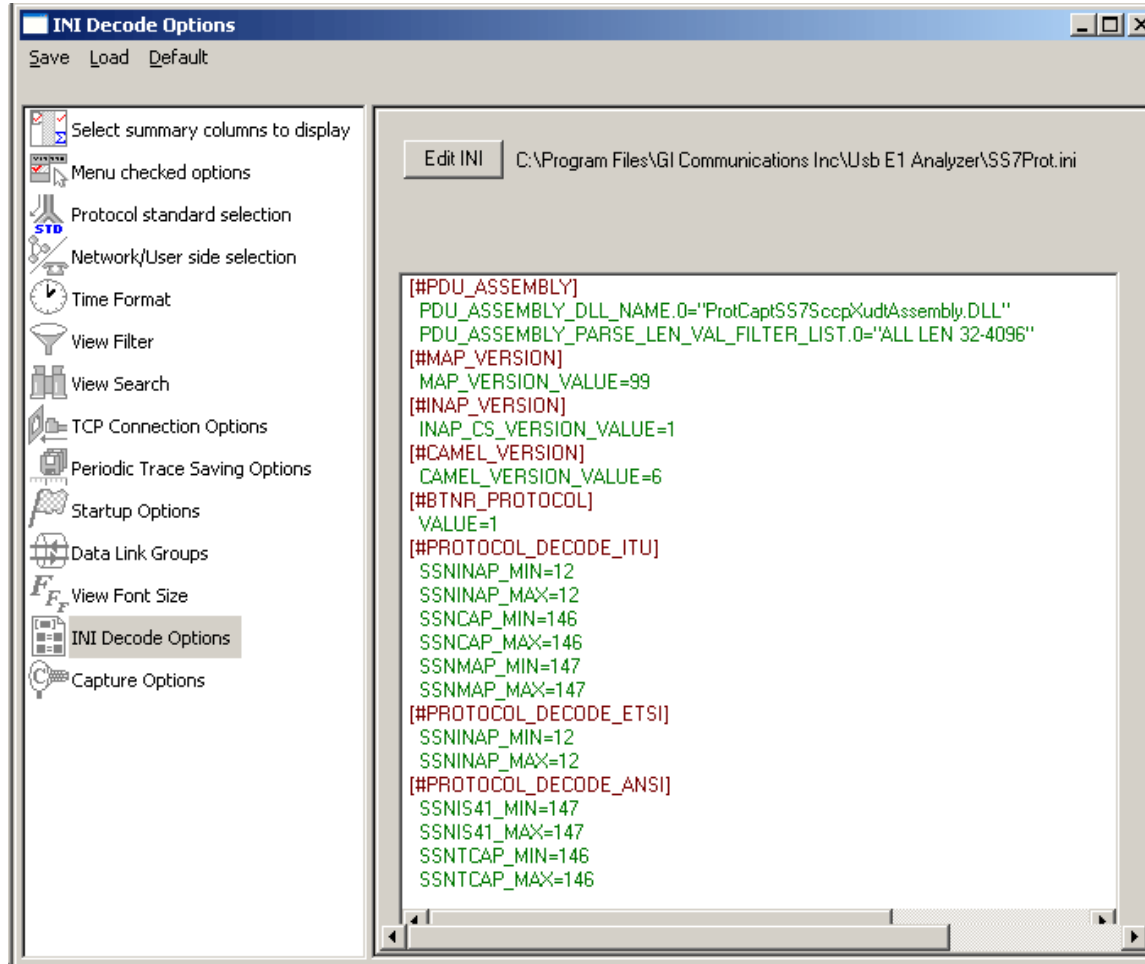 INI Decode Options
Save Load Default
Select summary columns to display
Menu checked options
Protocol standard selection
Network/User side selection
Time Format
View Filter
View Search
TCP Connection Options
Periodic Trace Saving Options
Startup Options
Data Link Groups
View Font Size
INI Decode Options
Capture Options
Edit INI C:\Program Files\GI Communications Inc\Usb E1 Analyzer\SS7Prot.ini
[#PDU_ASSEMBLY]
PDU_ASSEMBLY_DLL_NAME.0="ProtCaptSS7SccpXudtAssembly.DLL"
PDU_ASSEMBLY_PARSE_LEN_VAL_FILTER_LIST.0="ALL LEN 32-4096"
[#MAP_VERSION]
MAP_VERSION_VALUE=99
[#INAP_VERSION]
INAP_CS_VERSION_VALUE=1
[#CAMEL_VERSION]
CAMEL_VERSION_VALUE=6
[#BTNR_PROTOCOL]
VALUE=1
[#PROTOCOL_DECODE_ITU]
SSNINAP_MIN=12
SSNINAP_MAX=12
SSNCAP_MIN=146
SSNCAP_MAX=146
SSNMAP_MIN=147
SSNMAP_MAX=147
[#PROTOCOL_DECODE_ETSI]
SSNINAP_MIN=12
SSNINAP_MAX=12
[#PROTOCOL_DECODE_ANSI]
SSNIS41_MIN=147
SSNIS41_MAX=147
SSNTCAP_MIN=146
SSNTCAP_MAX=146